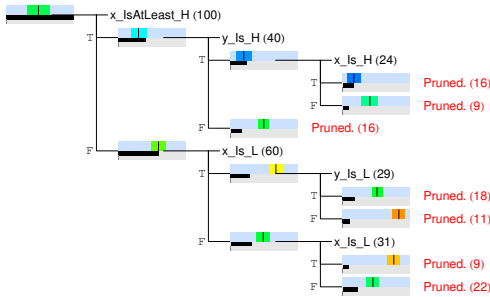 x_IsAtLeast_H (100)
T
y_Is_H (40)
T
x_Is_H (24)
T
Pruned. (16)
F
Pruned. (9)
F
Pruned. (16)
F
x_Is_L (60)
T
y_Is_L (29)
T
Pruned. (18)
F
Pruned. (11)
F
x_Is_L (31)
T
Pruned. (9)
F
Pruned. (22)